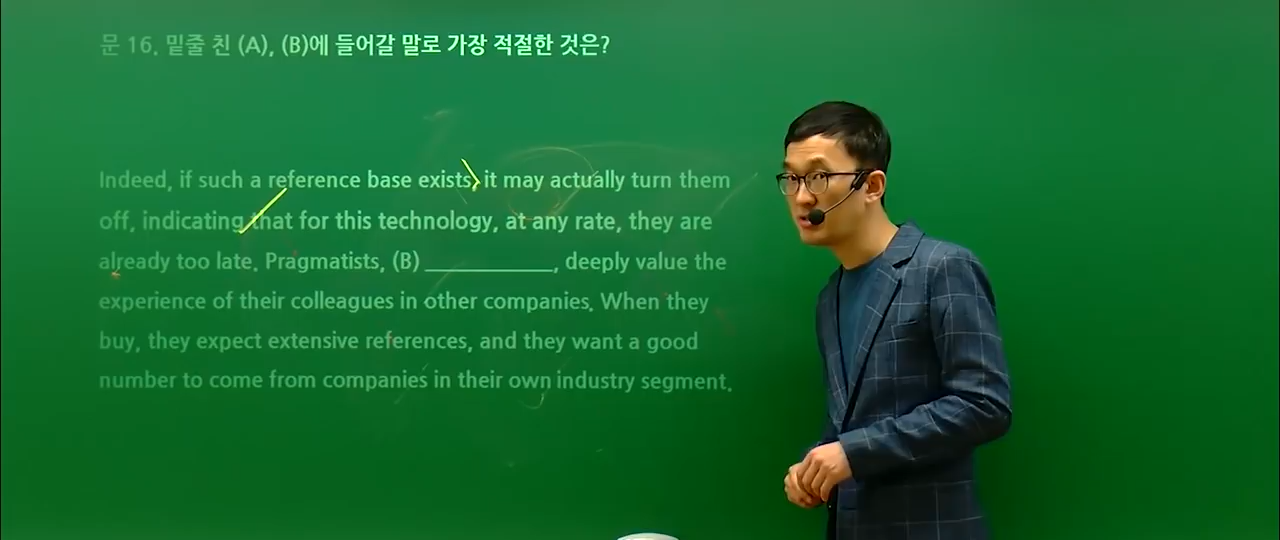 문 16. 밑줄 친 (A), (B)에 들어갈 말로 가장 적절한 것은?
Indeed, if such a reference base exists, it may actually turn them
off, indicating that for this technology, at any rate, they are
already too late. Pragmatists, (B) __________, deeply value the
experience of their colleagues in other companies. When they
buy, they expect extensive references, and they want a good
number to come from companies in their own industry segment.